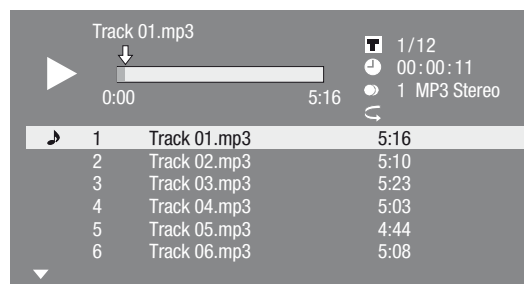 Track 01.mp3
0:00 5:16
T 1/12
00:00:11
1 MP3 Stereo
1 Track 01.mp3 5:16
2 Track 02.mp3 5:10
3 Track 03.mp3 5:23
4 Track 04.mp3 5:03
5 Track 05.mp3 4:44
6 Track 06.mp3 5:08